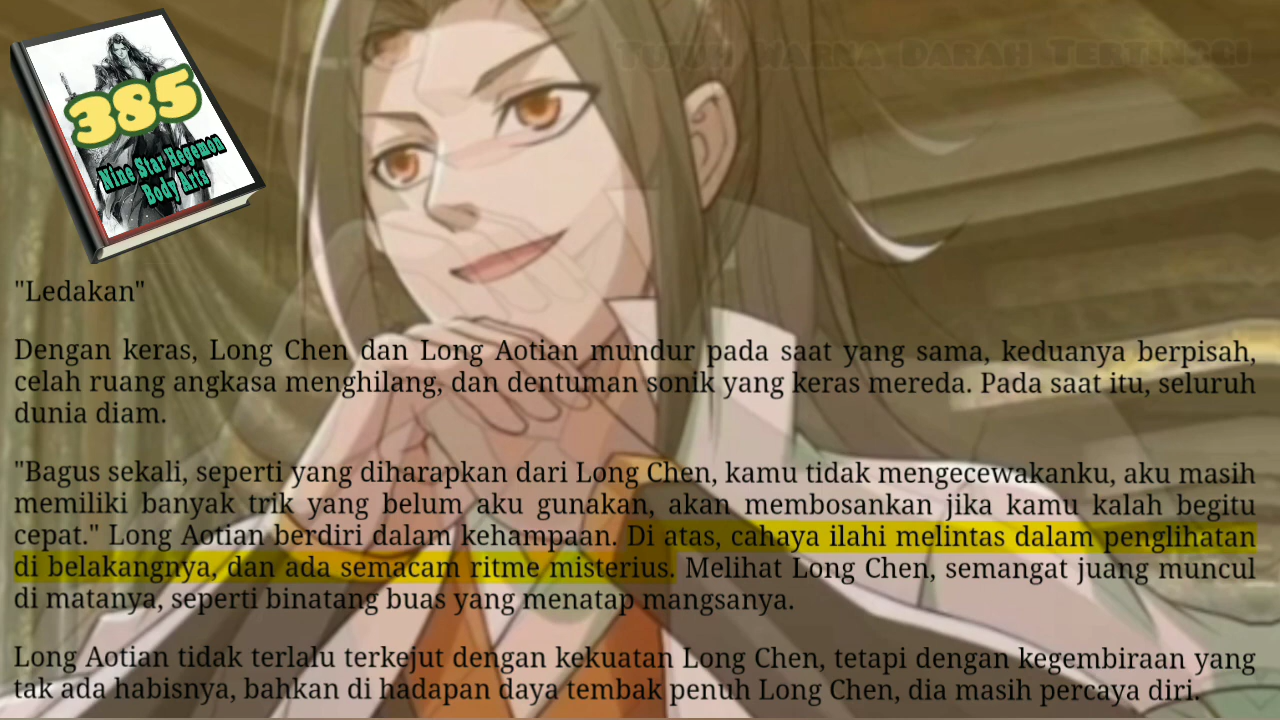 TUBUH WARNA DARAH TERTINGGI
385
Nine Star Hegemon
Body Arts
"Ledakan"
Dengan keras, Long Chen dan Long Aotian mundur pada saat yang sama, keduanya berpisah,
celah ruang angkasa menghilang, dan dentuman sonik yang keras mereda. Pada saat itu, seluruh
dunia diam.
"Bagus sekali, seperti yang diharapkan dari Long Chen, kamu tidak mengecewakanku, aku masih
memiliki banyak trik yang belum aku gunakan, akan membosankan jika kamu kalah begitu
cepat." Long Aotian berdiri dalam kehampaan. Di atas, cahaya ilahi melintas dalam penglihatan
di belakangnya, dan ada semacam ritme misterius. Melihat Long Chen, semangat juang muncul
di matanya, seperti binatang buas yang menatap mangsanya.
Long Aotian tidak terlalu terkejut dengan kekuatan Long Chen, tetapi dengan kegembiraan yang
tak ada habisnya, bahkan di hadapan daya tembak penuh Long Chen, dia masih percaya diri.